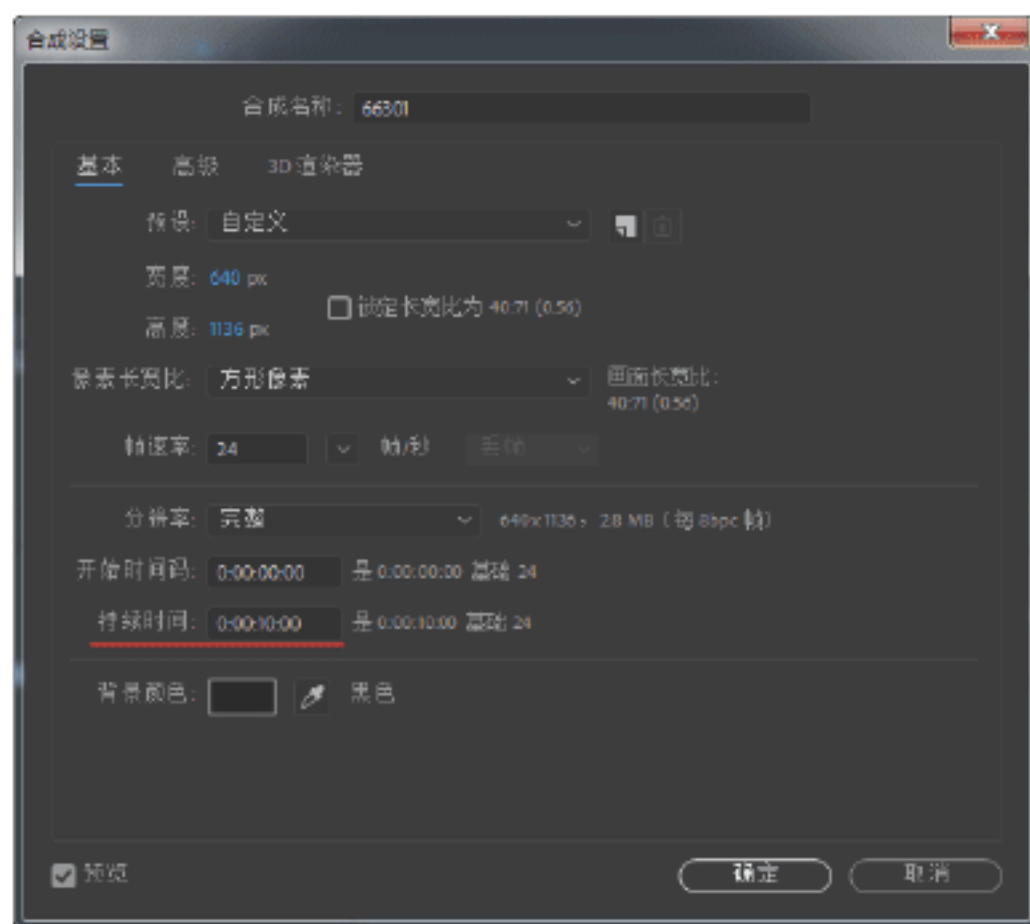 合成设置
合成名称: 66301
基本 高级 3D 渲染器
预设: 自定义
宽度: 640 px
锁定长宽比为 40:71 (0.56)
高度: 1136 px
像素长宽比: 方形像素 画面长宽比:
40:71 (0.56)
帧速率: 24 帧/秒 丢帧
分辨率: 完整 640x1136, 2.8 MB (每 8bpc 帧)
开始时间码: 0:00:00:00 是 0:00:00:00 基础 24
持续时间: 0:00:10:00 是 0:00:10:00 基础 24
背景颜色: 黑色
预览 确定 取消